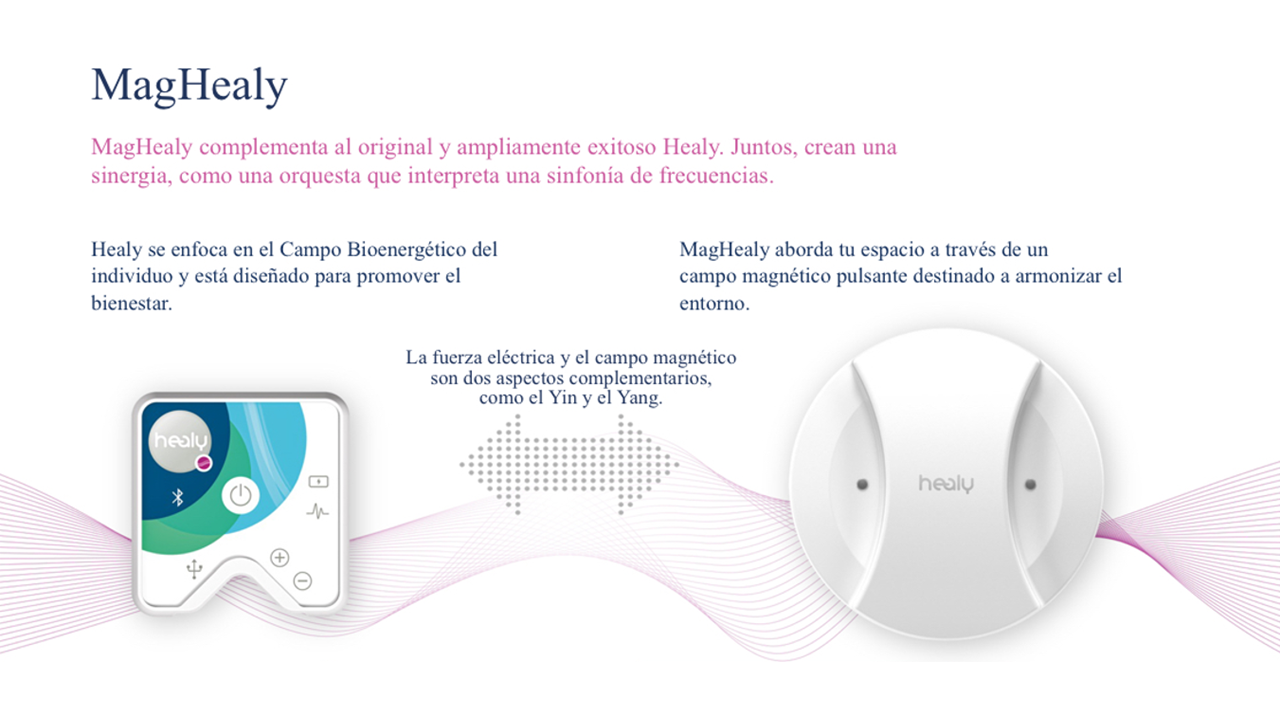 MagHealy
MagHealy complementa al original y ampliamente exitoso Healy. Juntos, crean una
sinergia, como una orquesta que interpreta una sinfonía de frecuencias.
Healy se enfoca en el Campo Bioenergético del
individuo y está diseñado para promover el
bienestar.
MagHealy aborda tu espacio a través de un
campo magnético pulsante destinado a armonizar el
entorno.
La fuerza eléctrica y el campo magnético
son dos aspectos complementarios,
como el Yin y el Yang.
healy
healy